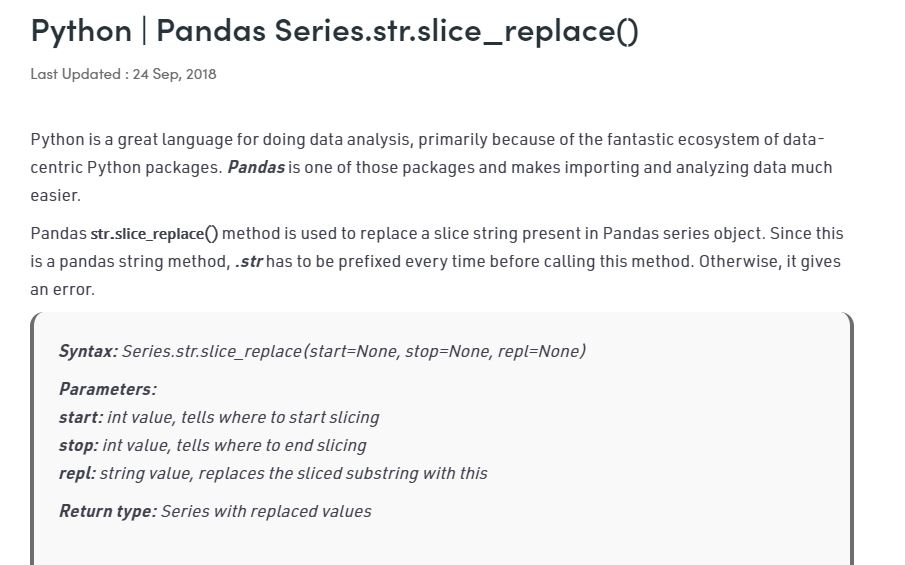 Python | Pandas Series.str.slice_replace()
Last Updated : 24 Sep, 2018
Python is a great language for doing data analysis, primarily because of the fantastic ecosystem of data-
centric Python packages. Pandas is one of those packages and makes importing and analyzing data much
easier.
Pandas str.slice_replace() method is used to replace a slice string present in Pandas series object. Since this
is a pandas string method, .str has to be prefixed every time before calling this method. Otherwise, it gives
an error.
Syntax: Series.str.slice_replace(start=None, stop=None, repl=None)
Parameters:
start: int value, tells where to start slicing
stop: int value, tells where to end slicing
repl: string value, replaces the sliced substring with this
Return type: Series with replaced values